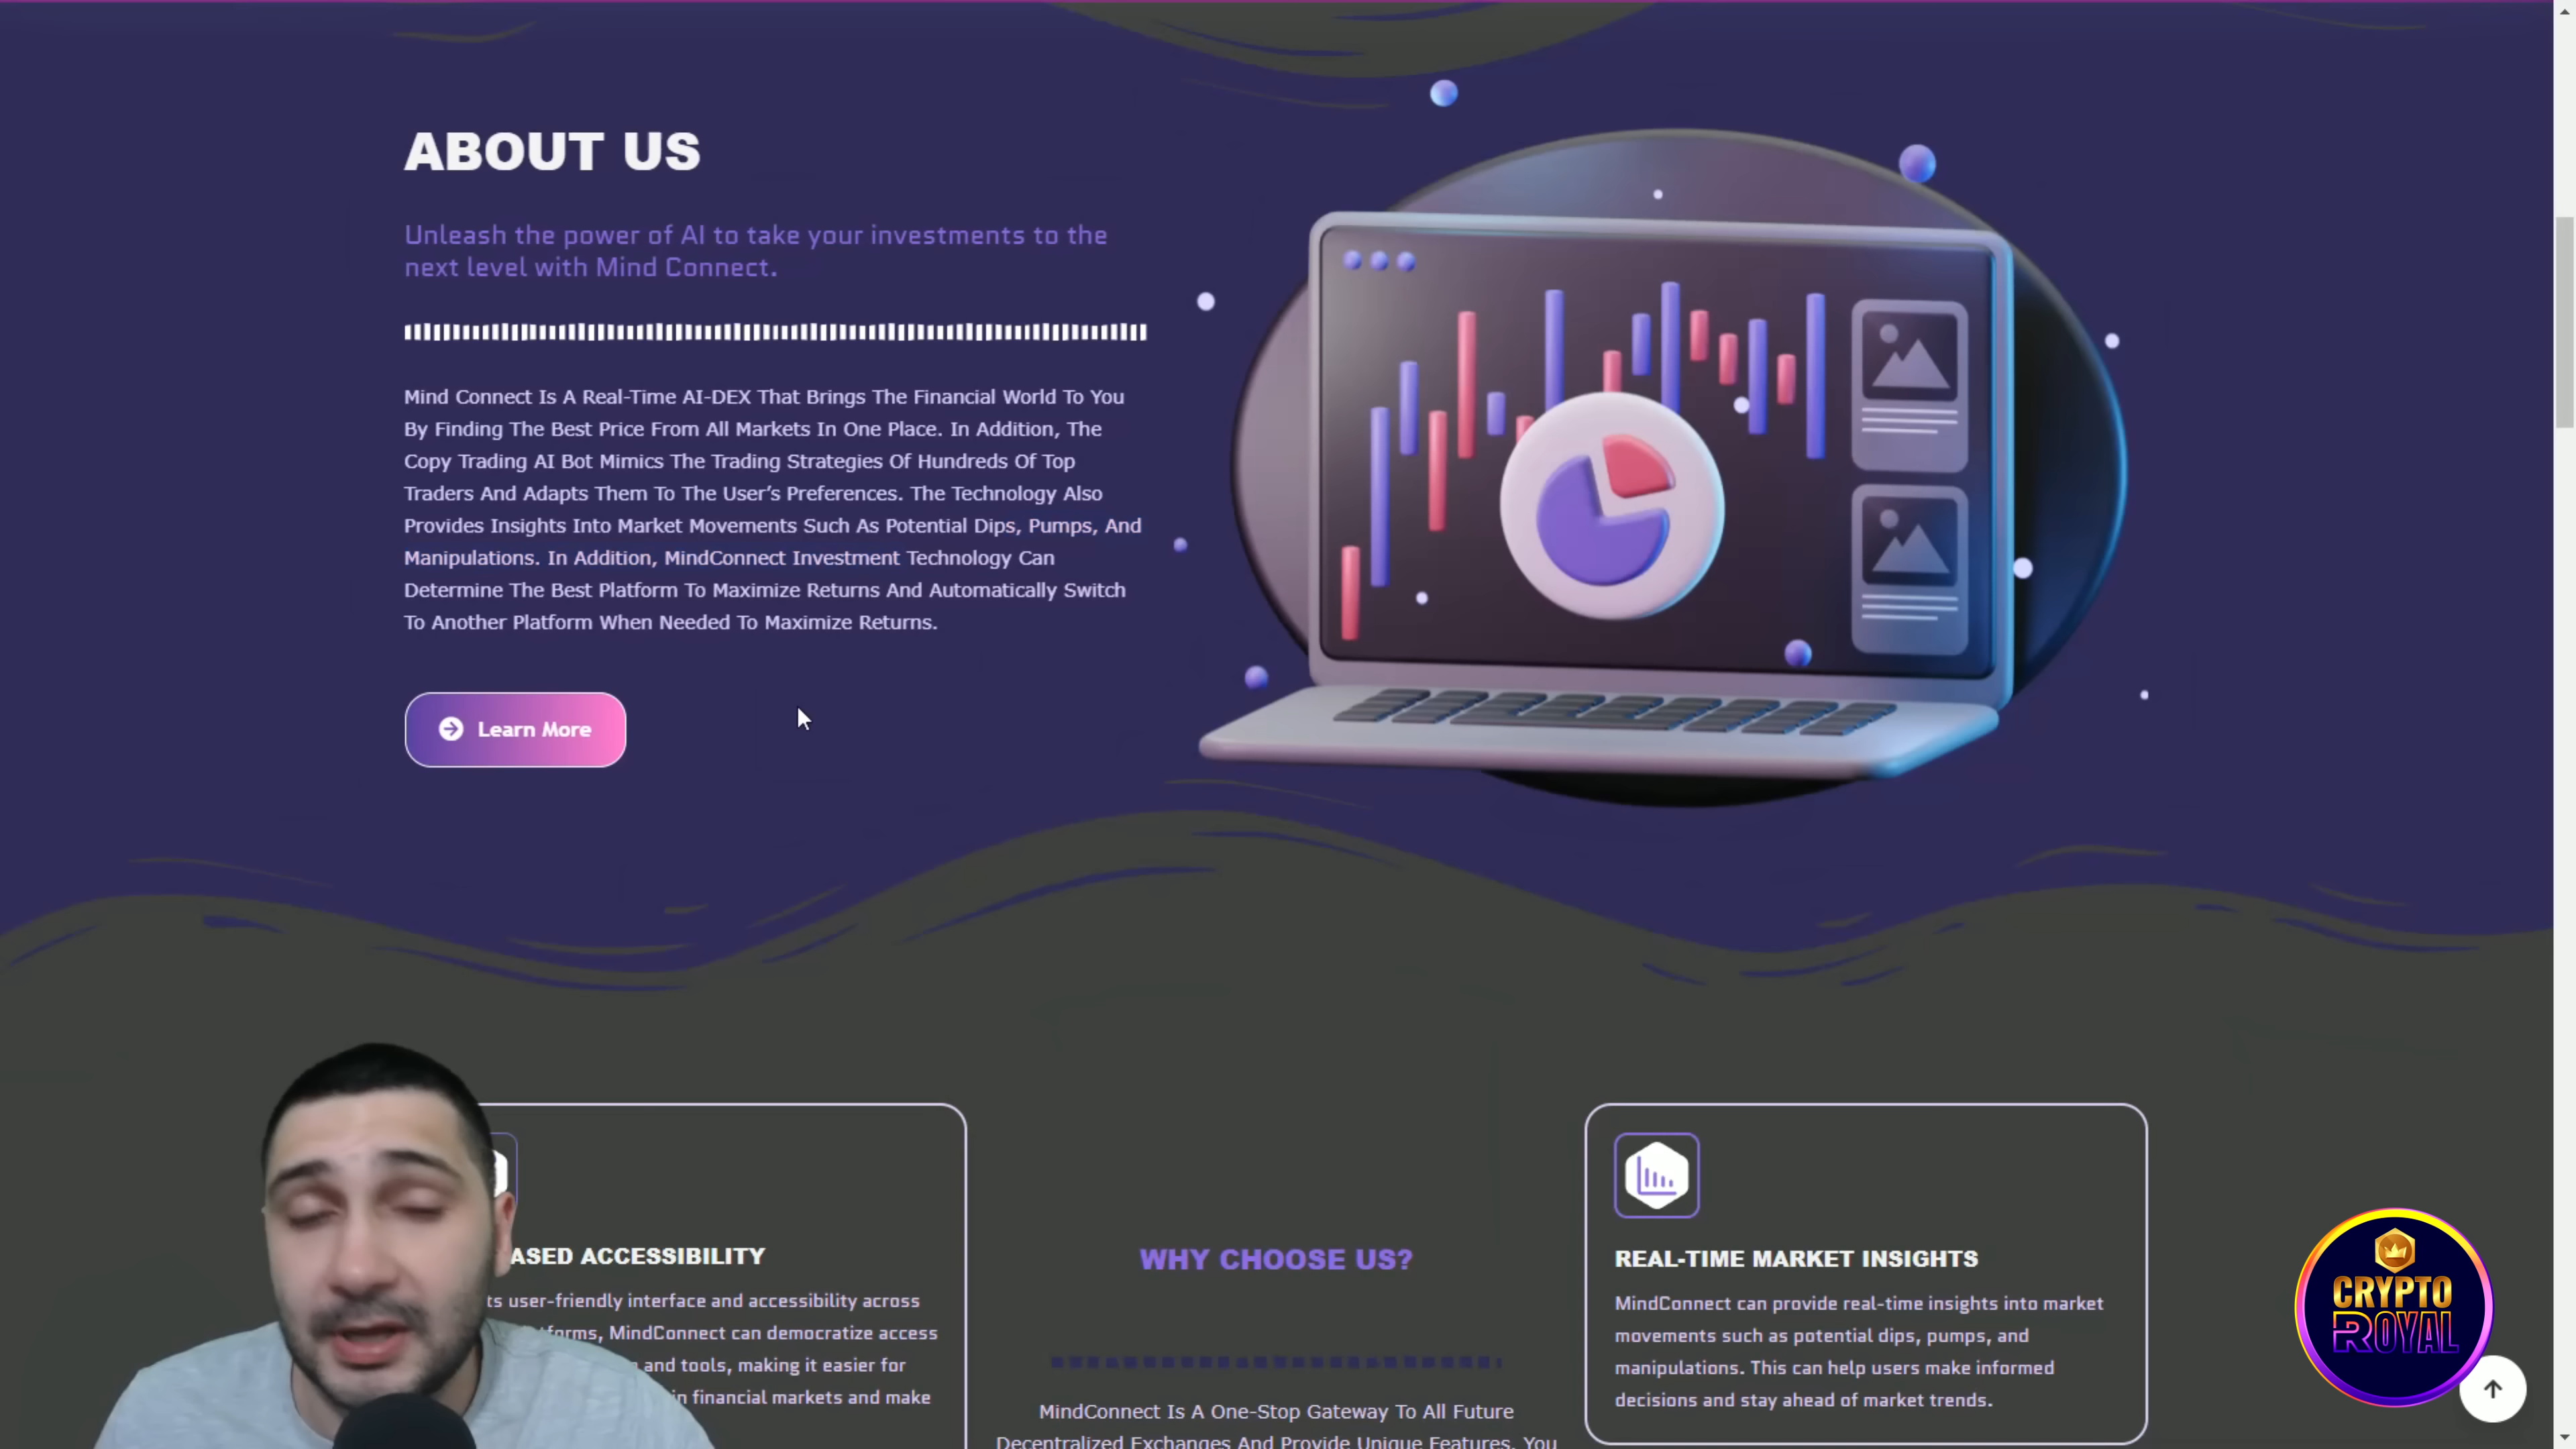 ABOUT US
Unleash the power of AI to take your investments to the
next level with Mind Connect.
Mind Connect Is A Real-Time AI-DEX That Brings The Financial World To You
By Finding The Best Price From All Markets In One Place. In Addition, The
Copy Trading AI Bot Mimics The Trading Strategies Of Hundreds Of Top
Traders And Adapts Them To The User’s Preferences. The Technology Also
Provides Insights Into Market Movements Such As Potential Dips, Pumps, And
Manipulations. In Addition, MindConnect Investment Technology Can
Determine The Best Platform To Maximize Returns And Automatically Switch
To Another Platform When Needed To Maximize Returns.
Learn More
ASED ACCESSIBILITY
ts user-friendly interface and accessibility across
tforms, MindConnect can democratize access
and tools, making it easier for
in financial markets and make
WHY CHOOSE US?
MindConnect Is A One-Stop Gateway To All Future
Decentralized Exchanges And Provide Unique Features. You
REAL-TIME MARKET INSIGHTS
MindConnect can provide real-time insights into market
movements such as potential dips, pumps, and
manipulations. This can help users make informed
decisions and stay ahead of market trends.
CRYPTO
ROYAL